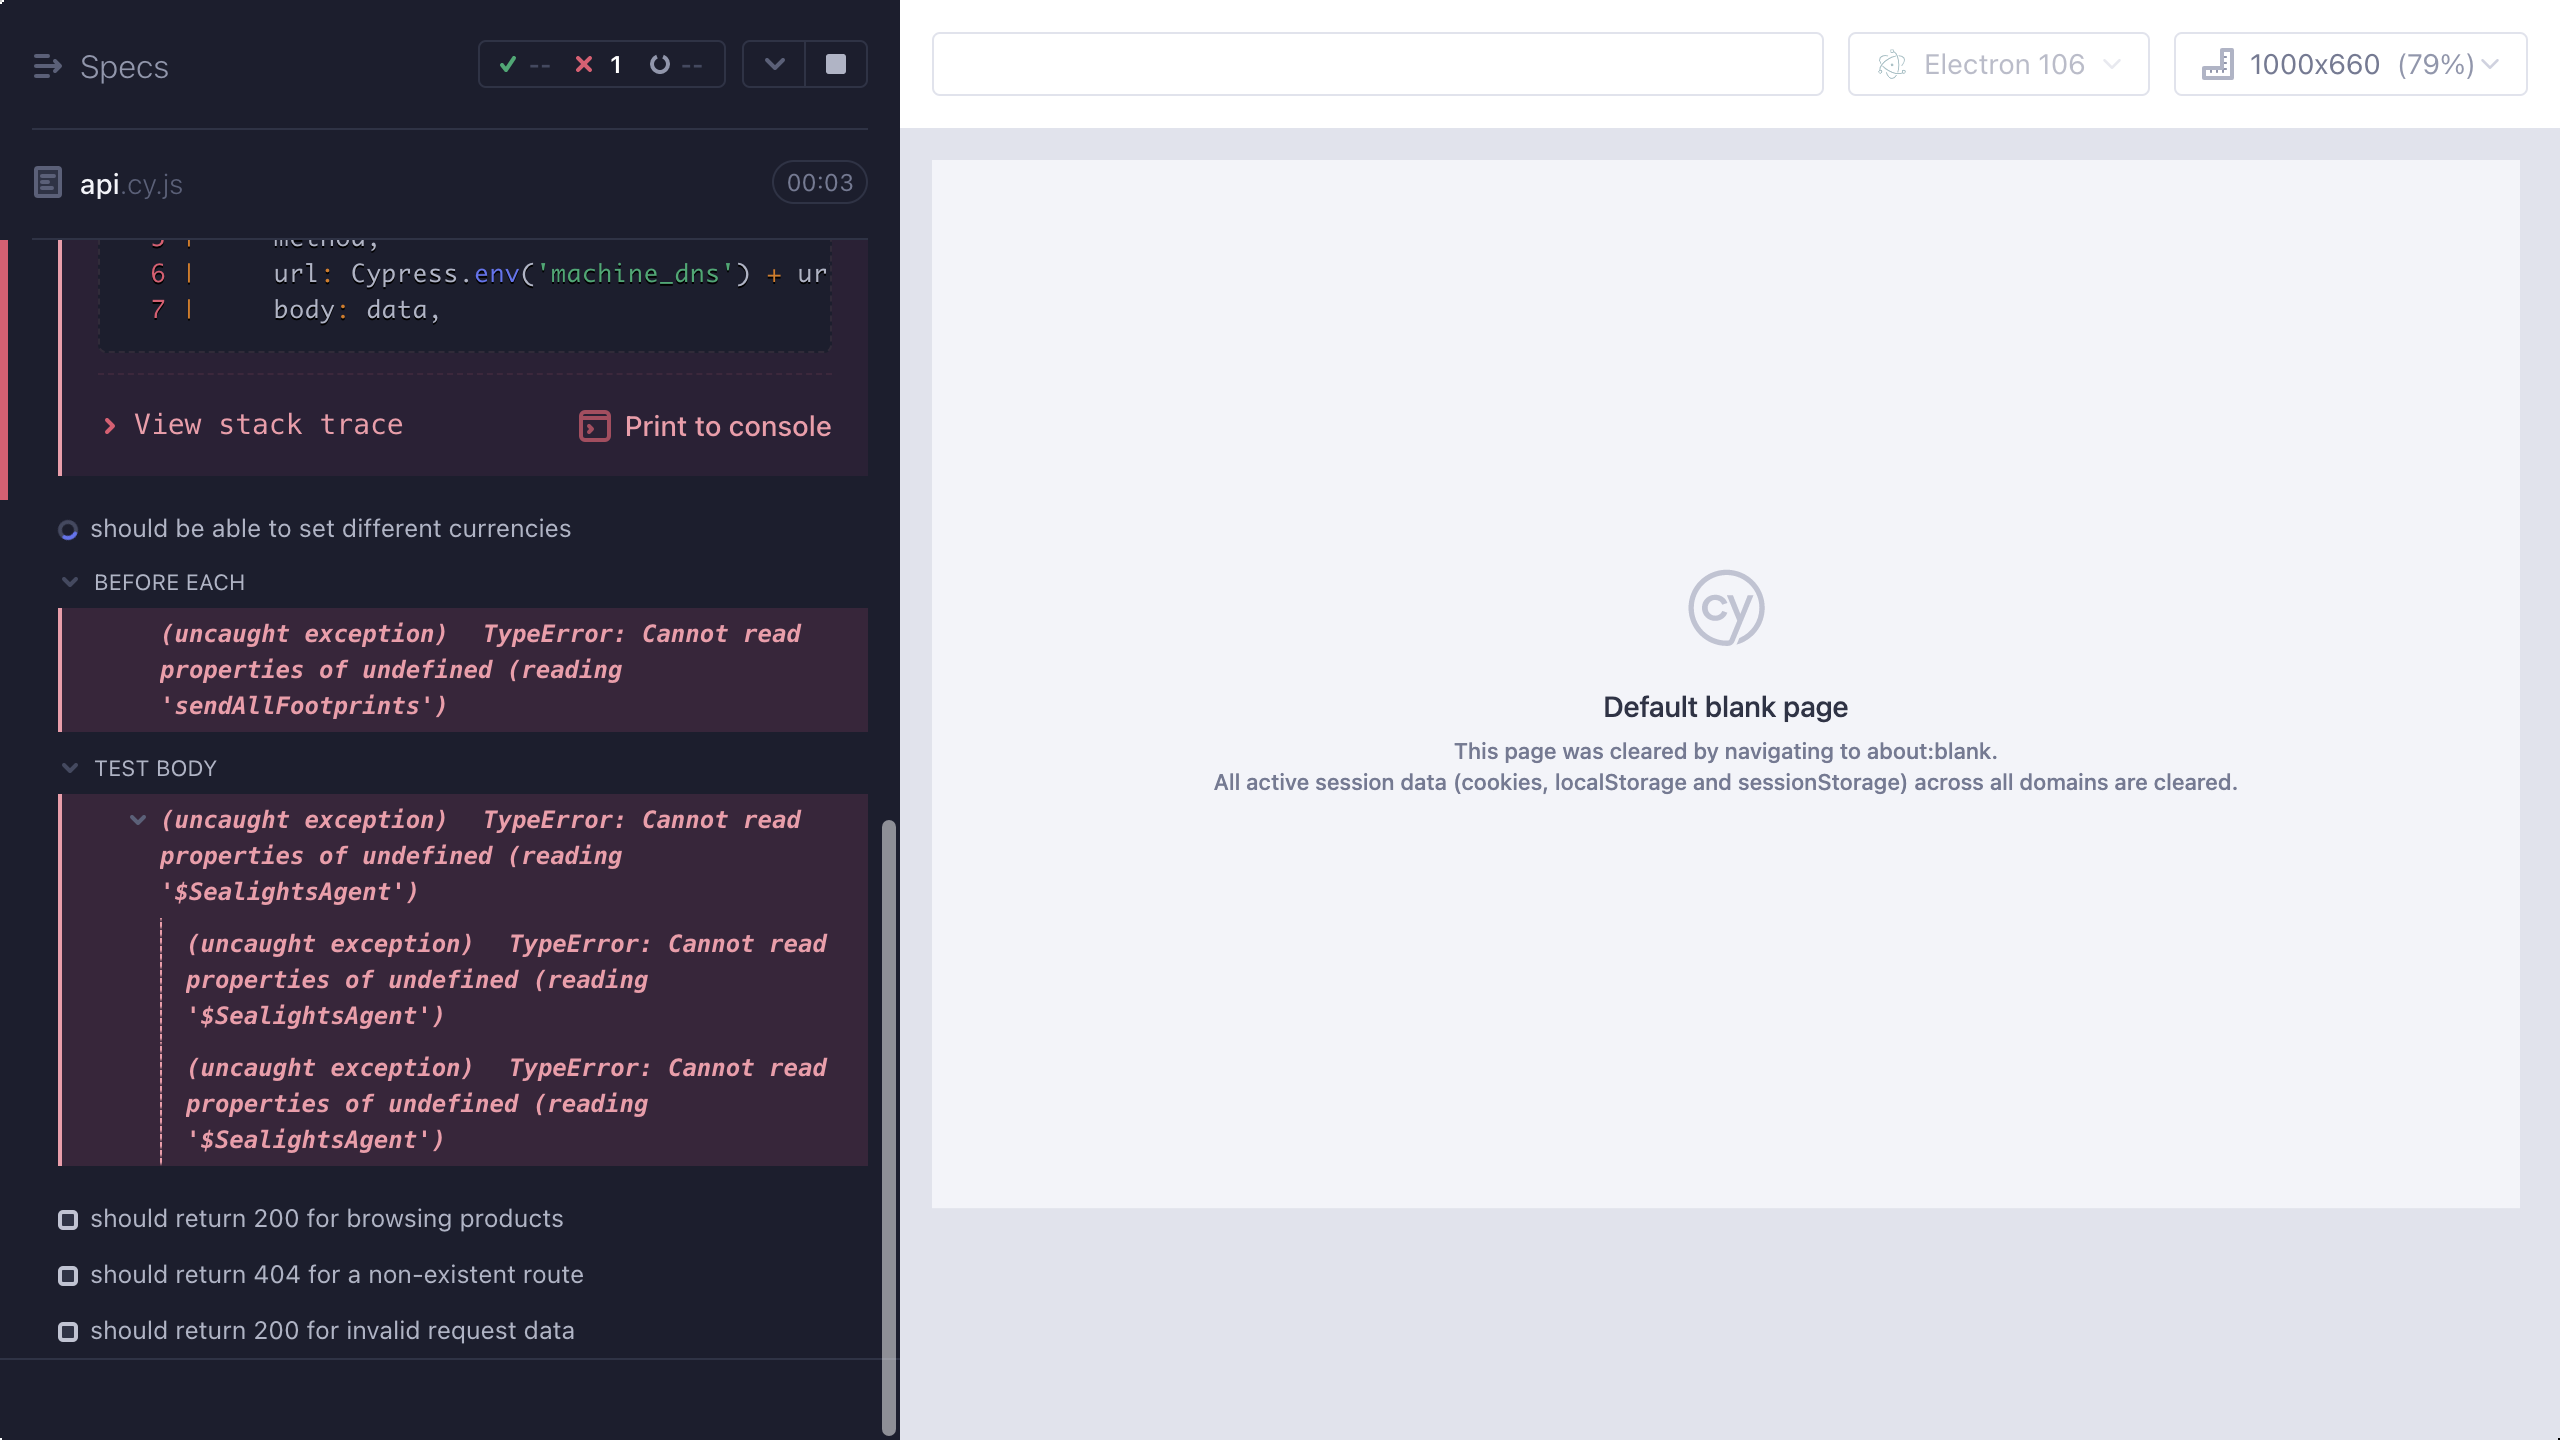 Specs
-- 1 --
Electron 106
1000x660 (79%)
api.cy.js
00:03
5 | method,
6 | url: Cypress.env('machine_dns') + ur
7 | body: data,
View stack trace
Print to console
should be able to set different currencies
BEFORE EACH
(uncaught exception) TypeError: Cannot read
properties of undefined (reading
'sendAllFootprints')
TEST BODY
(uncaught exception) TypeError: Cannot read
properties of undefined (reading
'$SealightsAgent')
(uncaught exception) TypeError: Cannot read
properties of undefined (reading
'$SealightsAgent')
(uncaught exception) TypeError: Cannot read
properties of undefined (reading
'$SealightsAgent')
should return 200 for browsing products
should return 404 for a non-existent route
should return 200 for invalid request data
cy
Default blank page
This page was cleared by navigating to about:blank.
All active session data (cookies, localStorage and sessionStorage) across all domains are cleared.